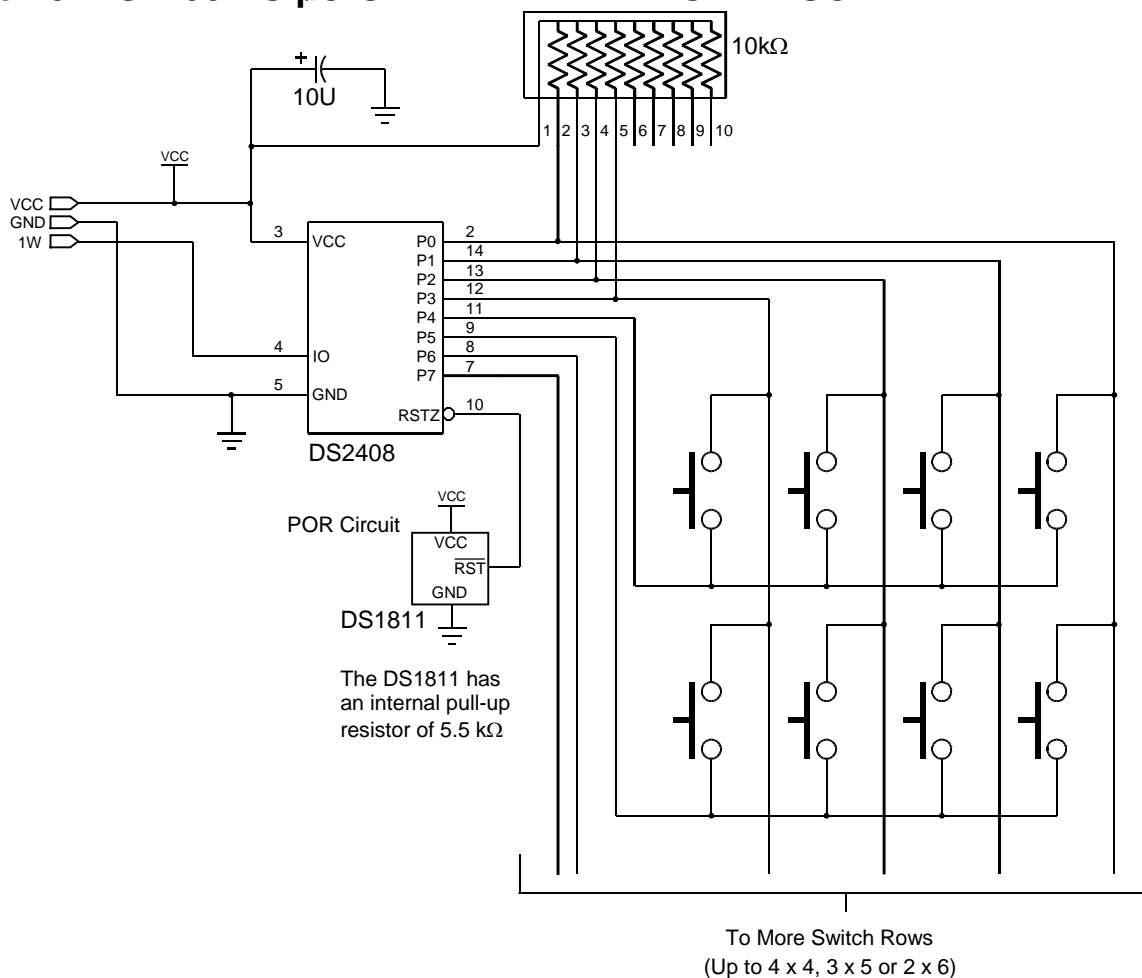 10kΩ
+
10U
1 2 3 4 5 6 7 8 9 10
VCC
VCC
GND
1W
3 VCC
4 IO
5 GND
P0 2
P1 14
P2 13
P3 12
P4 11
P5 9
P6 8
P7 7
RSTZ 10
DS2408
POR Circuit
VCC
VCC
RST
GND
DS1811
The DS1811 has
an internal pull-up
resistor of 5.5 kΩ
To More Switch Rows
(Up to 4 x 4, 3 x 5 or 2 x 6)